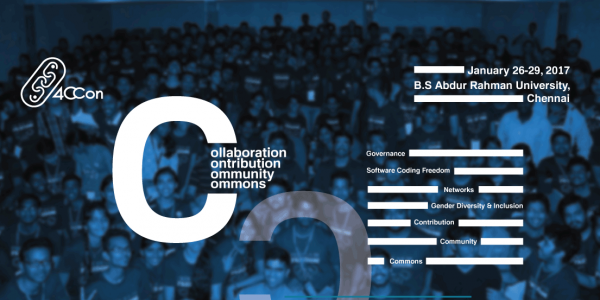 4CCon
January 26-29, 2017
B.S Abdur Rahman University,
Chennai
C
ollaboration
ontribution
ommunity
ommons
Governance
Software Coding Freedom
Networks
Gender Diversity & Inclusion
Contribution
Community
Commons